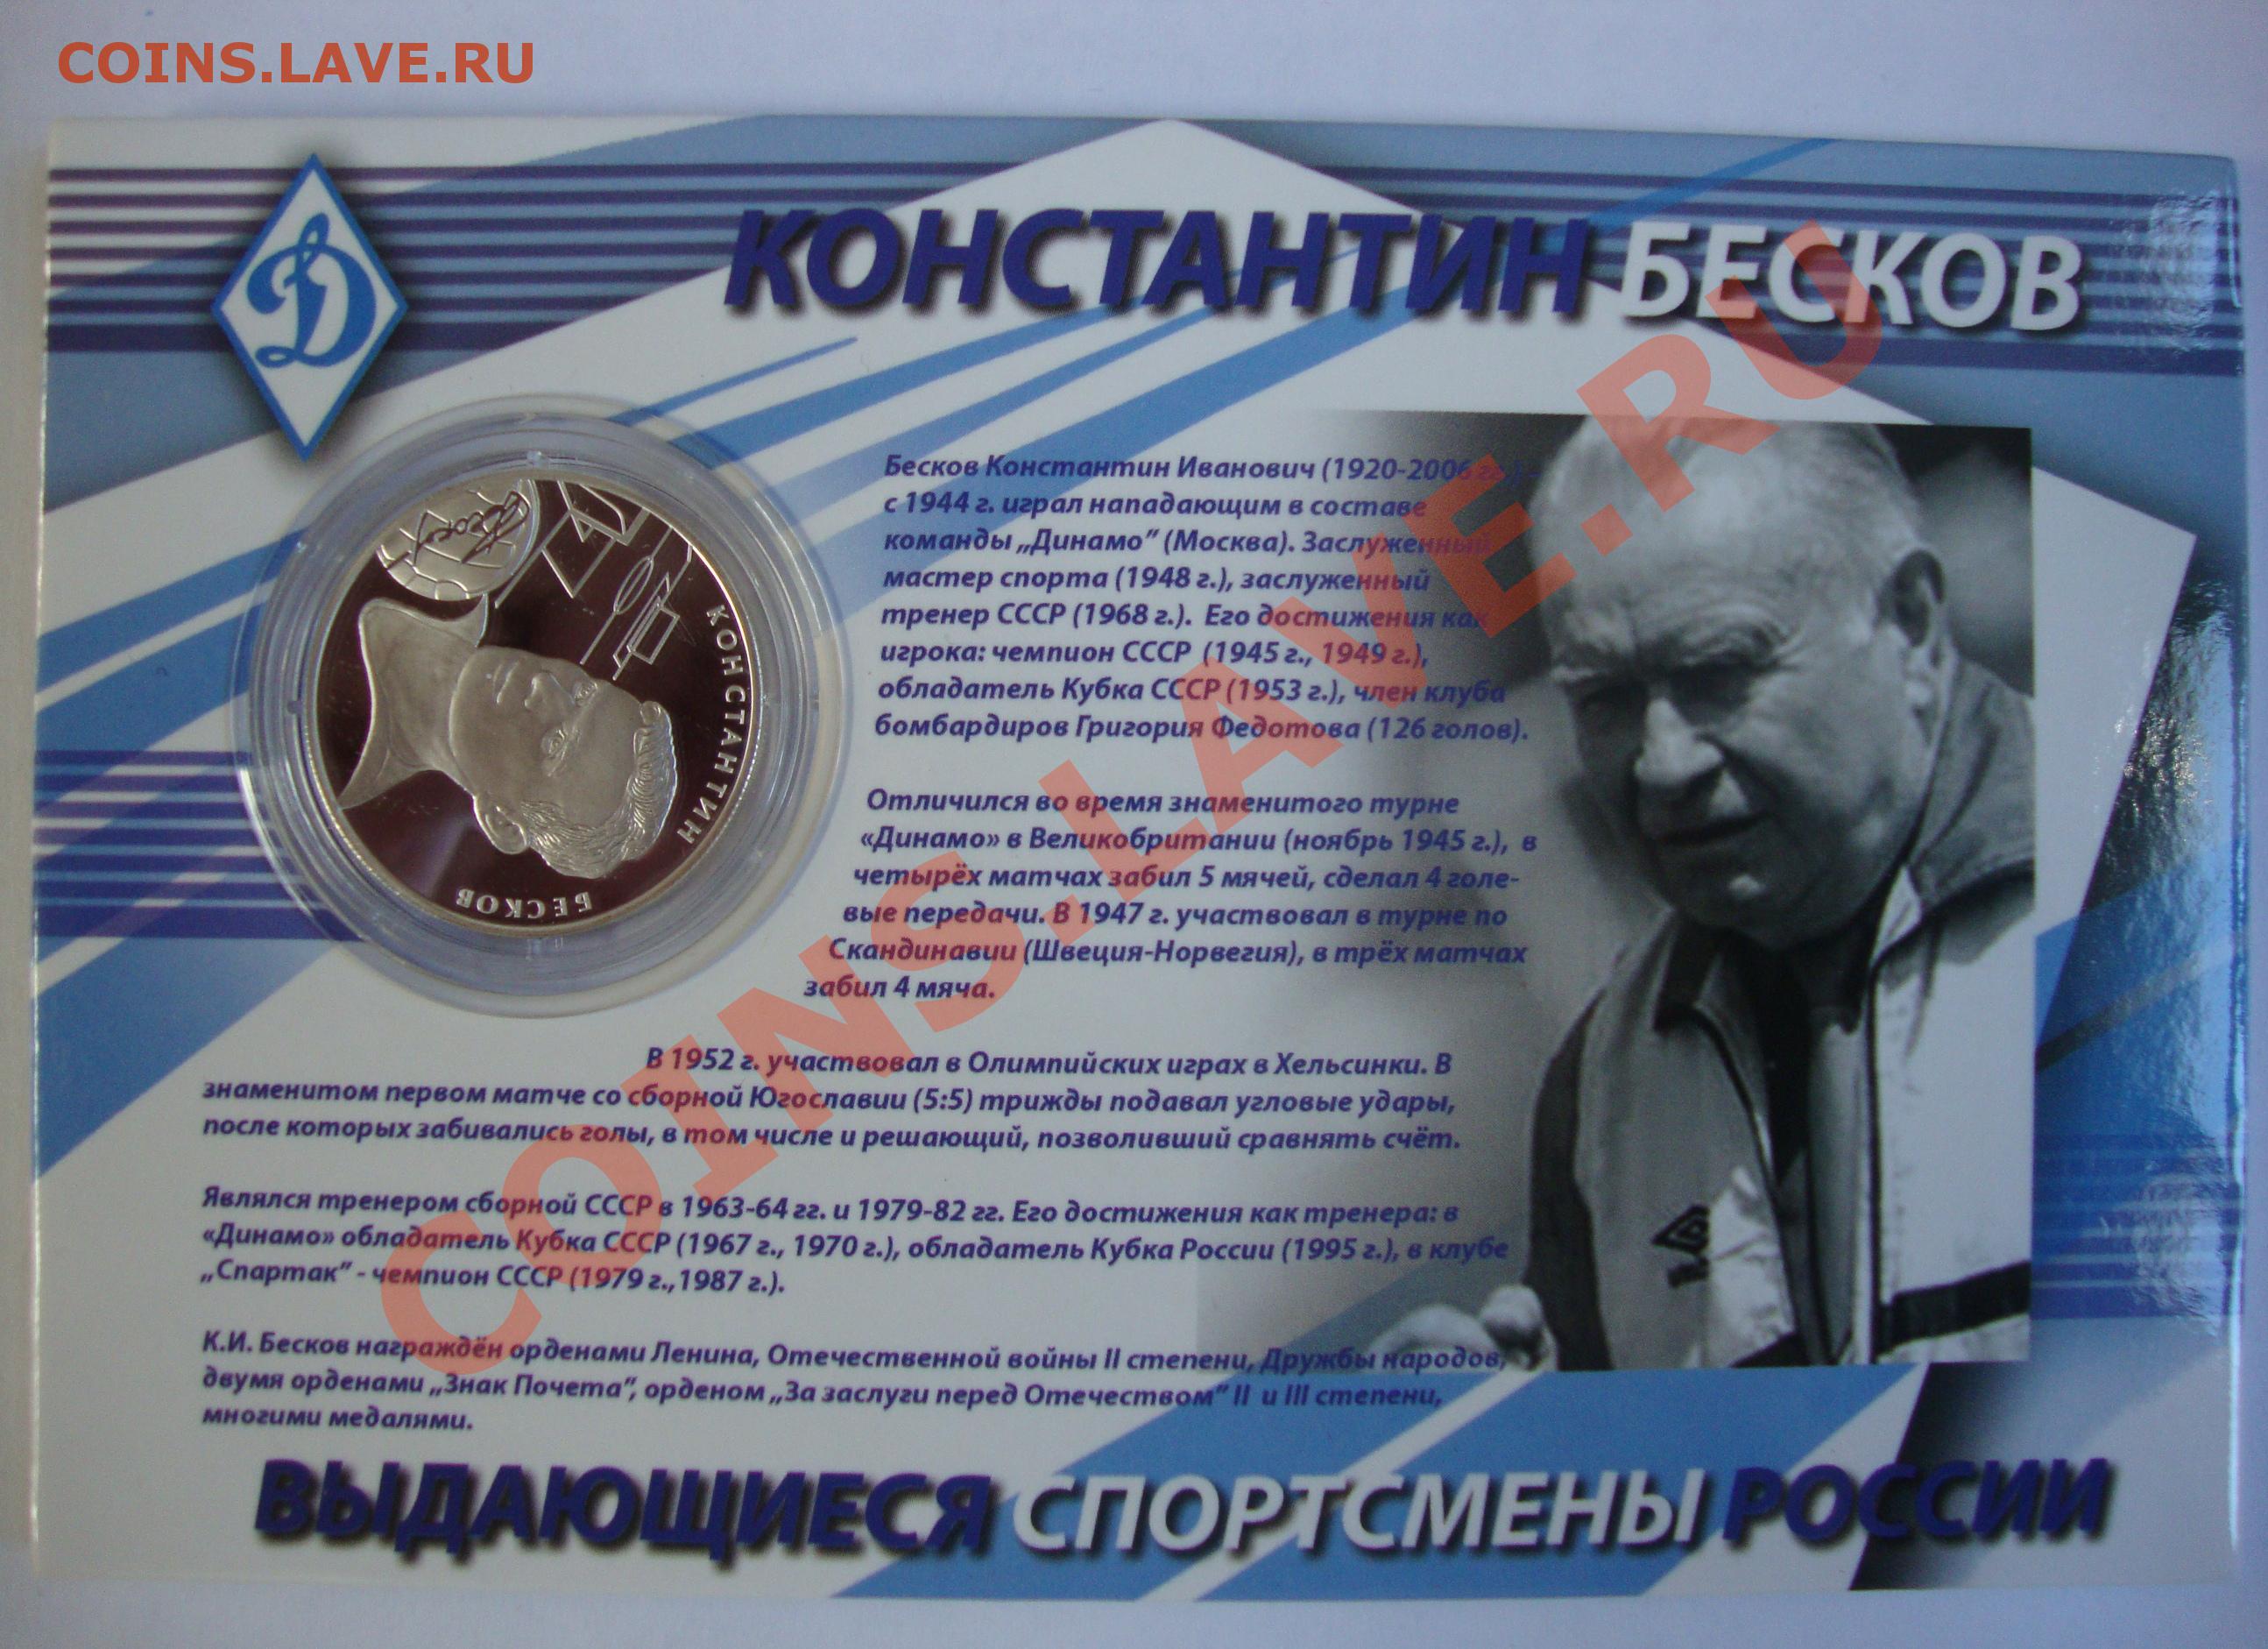 COINS.LAVE.RU
Д
КОНСТАНТИН БЕСКОВ
КОНСТАНТИН
БЕСКОВ
Бесков Константин Иванович (1920-2006 гг.) -
с 1944 г. играл нападающим в составе
команды „Динамо” (Москва). Заслуженный
мастер спорта (1948 г.), заслуженный
тренер СССР (1968 г.). Его достижения как
игрока: чемпион СССР (1945 г., 1949 г.),
обладатель Кубка СССР (1953 г.), член клуба
бомбардиров Григория Федотова (126 голов).
Отличился во время знаменитого турне
«Динамо» в Великобритании (ноябрь 1945 г.), в
четырёх матчах забил 5 мячей, сделал 4 голе-
вые передачи. В 1947 г. участвовал в турне по
Скандинавии (Швеция-Норвегия), в трёх матчах
забил 4 мяча.
В 1952 г. участвовал в Олимпийских играх в Хельсинки. В
знаменитом первом матче со сборной Югославии (5:5) трижды подавал угловые удары,
после которых забивались голы, в том числе и решающий, позволивший сравнять счёт.
Являлся тренером сборной СССР в 1963-64 гг. и 1979-82 гг. Его достижения как тренера: в
«Динамо» обладатель Кубка СССР (1967 г., 1970 г.), обладатель Кубка России (1995 г.), в клубе
„Спартак” - чемпион СССР (1979 г.,1987 г.).
К.И. Бесков награждён орденами Ленина, Отечественной войны II степени, Дружбы народов,
двумя орденами „Знак Почета”, орденом „За заслуги перед Отечеством” II и III степени,
многими медалями.
ВЫДАЮЩИЕСЯ СПОРТСМЕНЫ РОССИИ
COINS.LAVE.RU